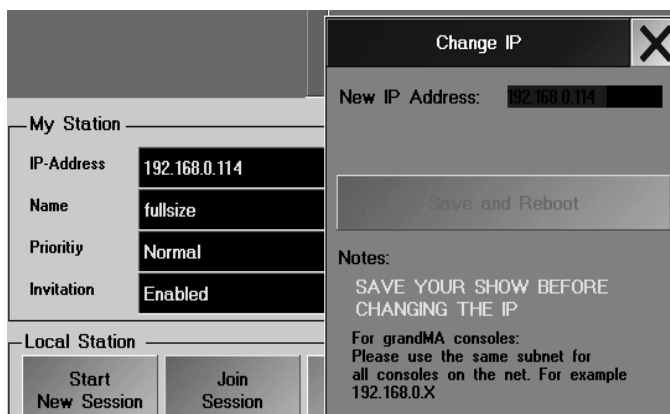 Change IP
New IP Address: 192.168.0.114
My Station
IP-Address 192.168.0.114
Name fullsize
Prioritiy Normal
Invitation Enabled
Save and Reboot
Notes:
SAVE YOUR SHOW BEFORE
CHANGING THE IP
For grandMA consoles:
Please use the same subnet for
all consoles on the net. For example
192.168.0.X
Local Station
Start
New Session
Join
Session